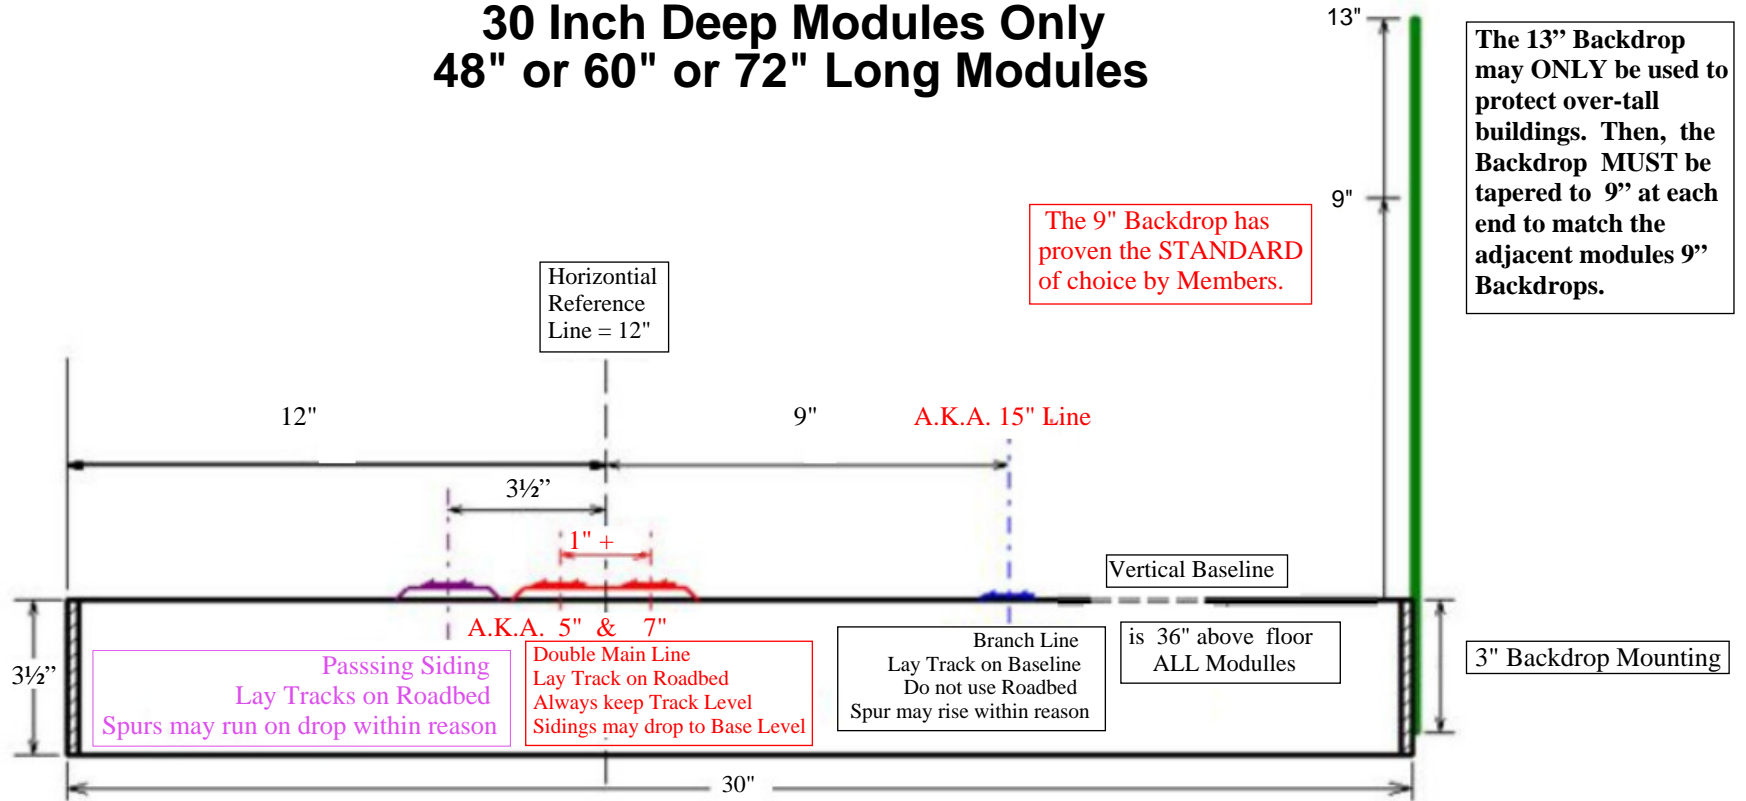 30 Inch Deep Modules Only
48" or 60" or 72" Long Modules
13"
The 13” Backdrop
may ONLY be used to
protect over-tall
buildings. Then, the
Backdrop MUST be
tapered to 9” at each
end to match the
adjacent modules 9”
Backdrops.
9"
The 9" Backdrop has
proven the STANDARD
of choice by Members.
Horizontial
Reference
Line = 12"
12"
9"
A.K.A. 15" Line
3½”
1" +
Vertical Baseline
is 36" above floor
ALL Modulles
A.K.A. 5" & 7"
3½”
Passsing Siding
Lay Tracks on Roadbed
Spurs may run on drop within reason
Double Main Line
Lay Track on Roadbed
Always keep Track Level
Sidings may drop to Base Level
Branch Line
Lay Track on Baseline
Do not use Roadbed
Spur may rise within reason
3" Backdrop Mounting
30"